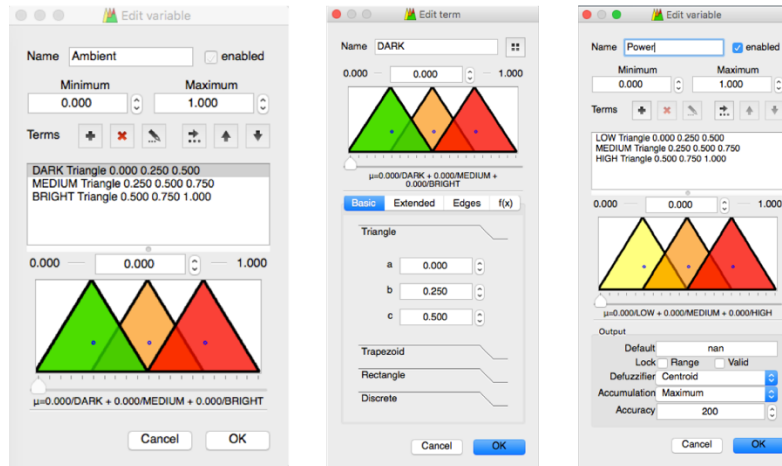 Edit variable
Name Ambient enabled
Minimum Maximum
0.000 1.000
Terms
DARK Triangle 0.000 0.250 0.500
MEDIUM Triangle 0.250 0.500 0.750
BRIGHT Triangle 0.500 0.750 1.000
0.000 0.000 1.000
μ=0.000/DARK + 0.000/MEDIUM + 0.000/BRIGHT
Cancel OK
Edit term
Name DARK
0.000 0.000 1.000
μ=0.000/DARK + 0.000/MEDIUM +
0.000/BRIGHT
Basic Extended Edges f(x)
Triangle
a 0.000
b 0.250
c 0.500
Trapezoid
Rectangle
Discrete
Cancel OK
Edit variable
Name Power enabled
Minimum Maximum
0.000 1.000
Terms
LOW Triangle 0.000 0.250 0.500
MEDIUM Triangle 0.250 0.500 0.750
HIGH Triangle 0.500 0.750 1.000
0.000 0.000 1.000
μ=0.000/LOW + 0.000/MEDIUM + 0.000/HIGH
Output
Default nan
Lock Range Valid
Defuzzifier Centroid
Accumulation Maximum
Accuracy 200
Cancel OK